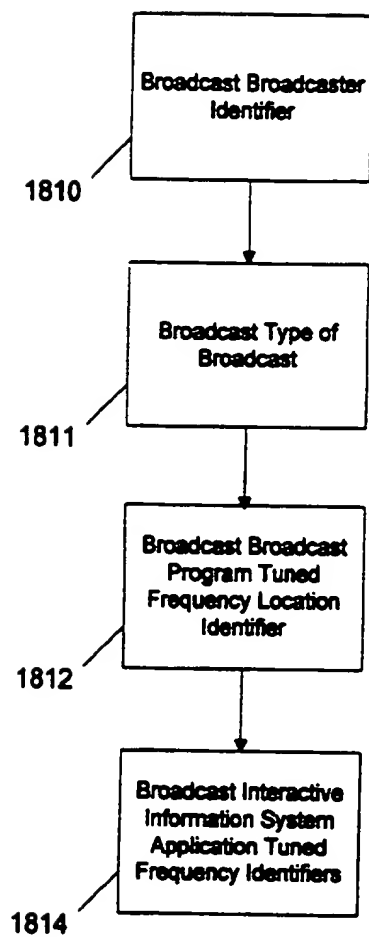 Broadcast Broadcaster
Identifier
1810
Broadcast Type of
Broadcast
1811
Broadcast Broadcast
Program Tuned
Frequency Location
Identifier
1812
Broadcast Interactive
Information System
Application Tuned
Frequency Identifiers
1814